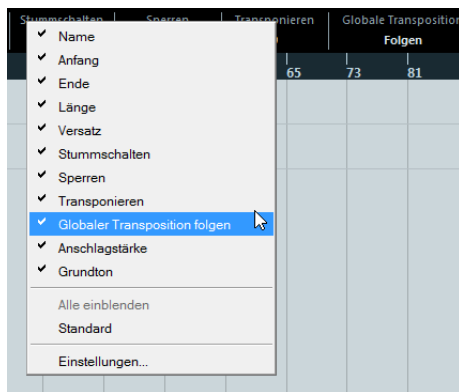 Stummschalten Sperren Transponieren Globale Transposition
Folgen
65 73 81
Name
Anfang
Ende
Länge
Versatz
Stummschalten
Sperren
Transponieren
Globaler Transposition folgen
Anschlagstärke
Grundton
Alle einblenden
Standard
Einstellungen...